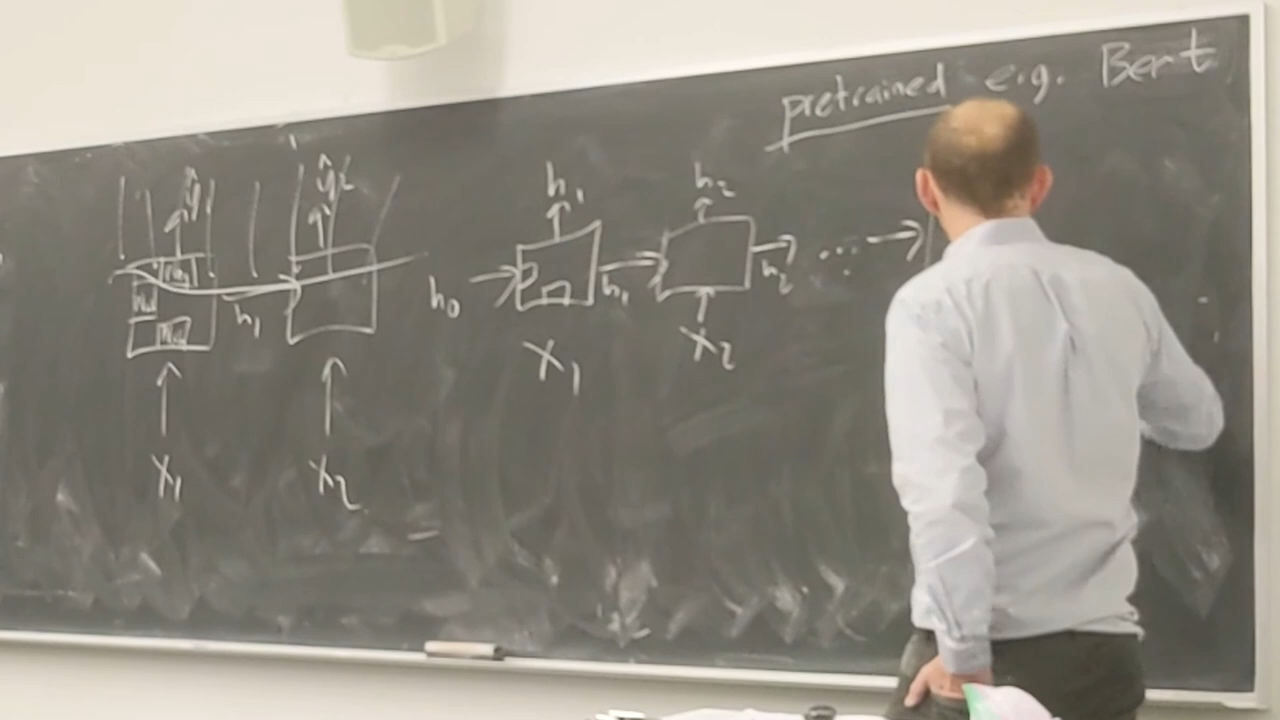 pretrained e.g. Bert
ŷ1 ŷ2
h1 h2
h0 h1 h2 ...
h1
x1 x2
x1 x2